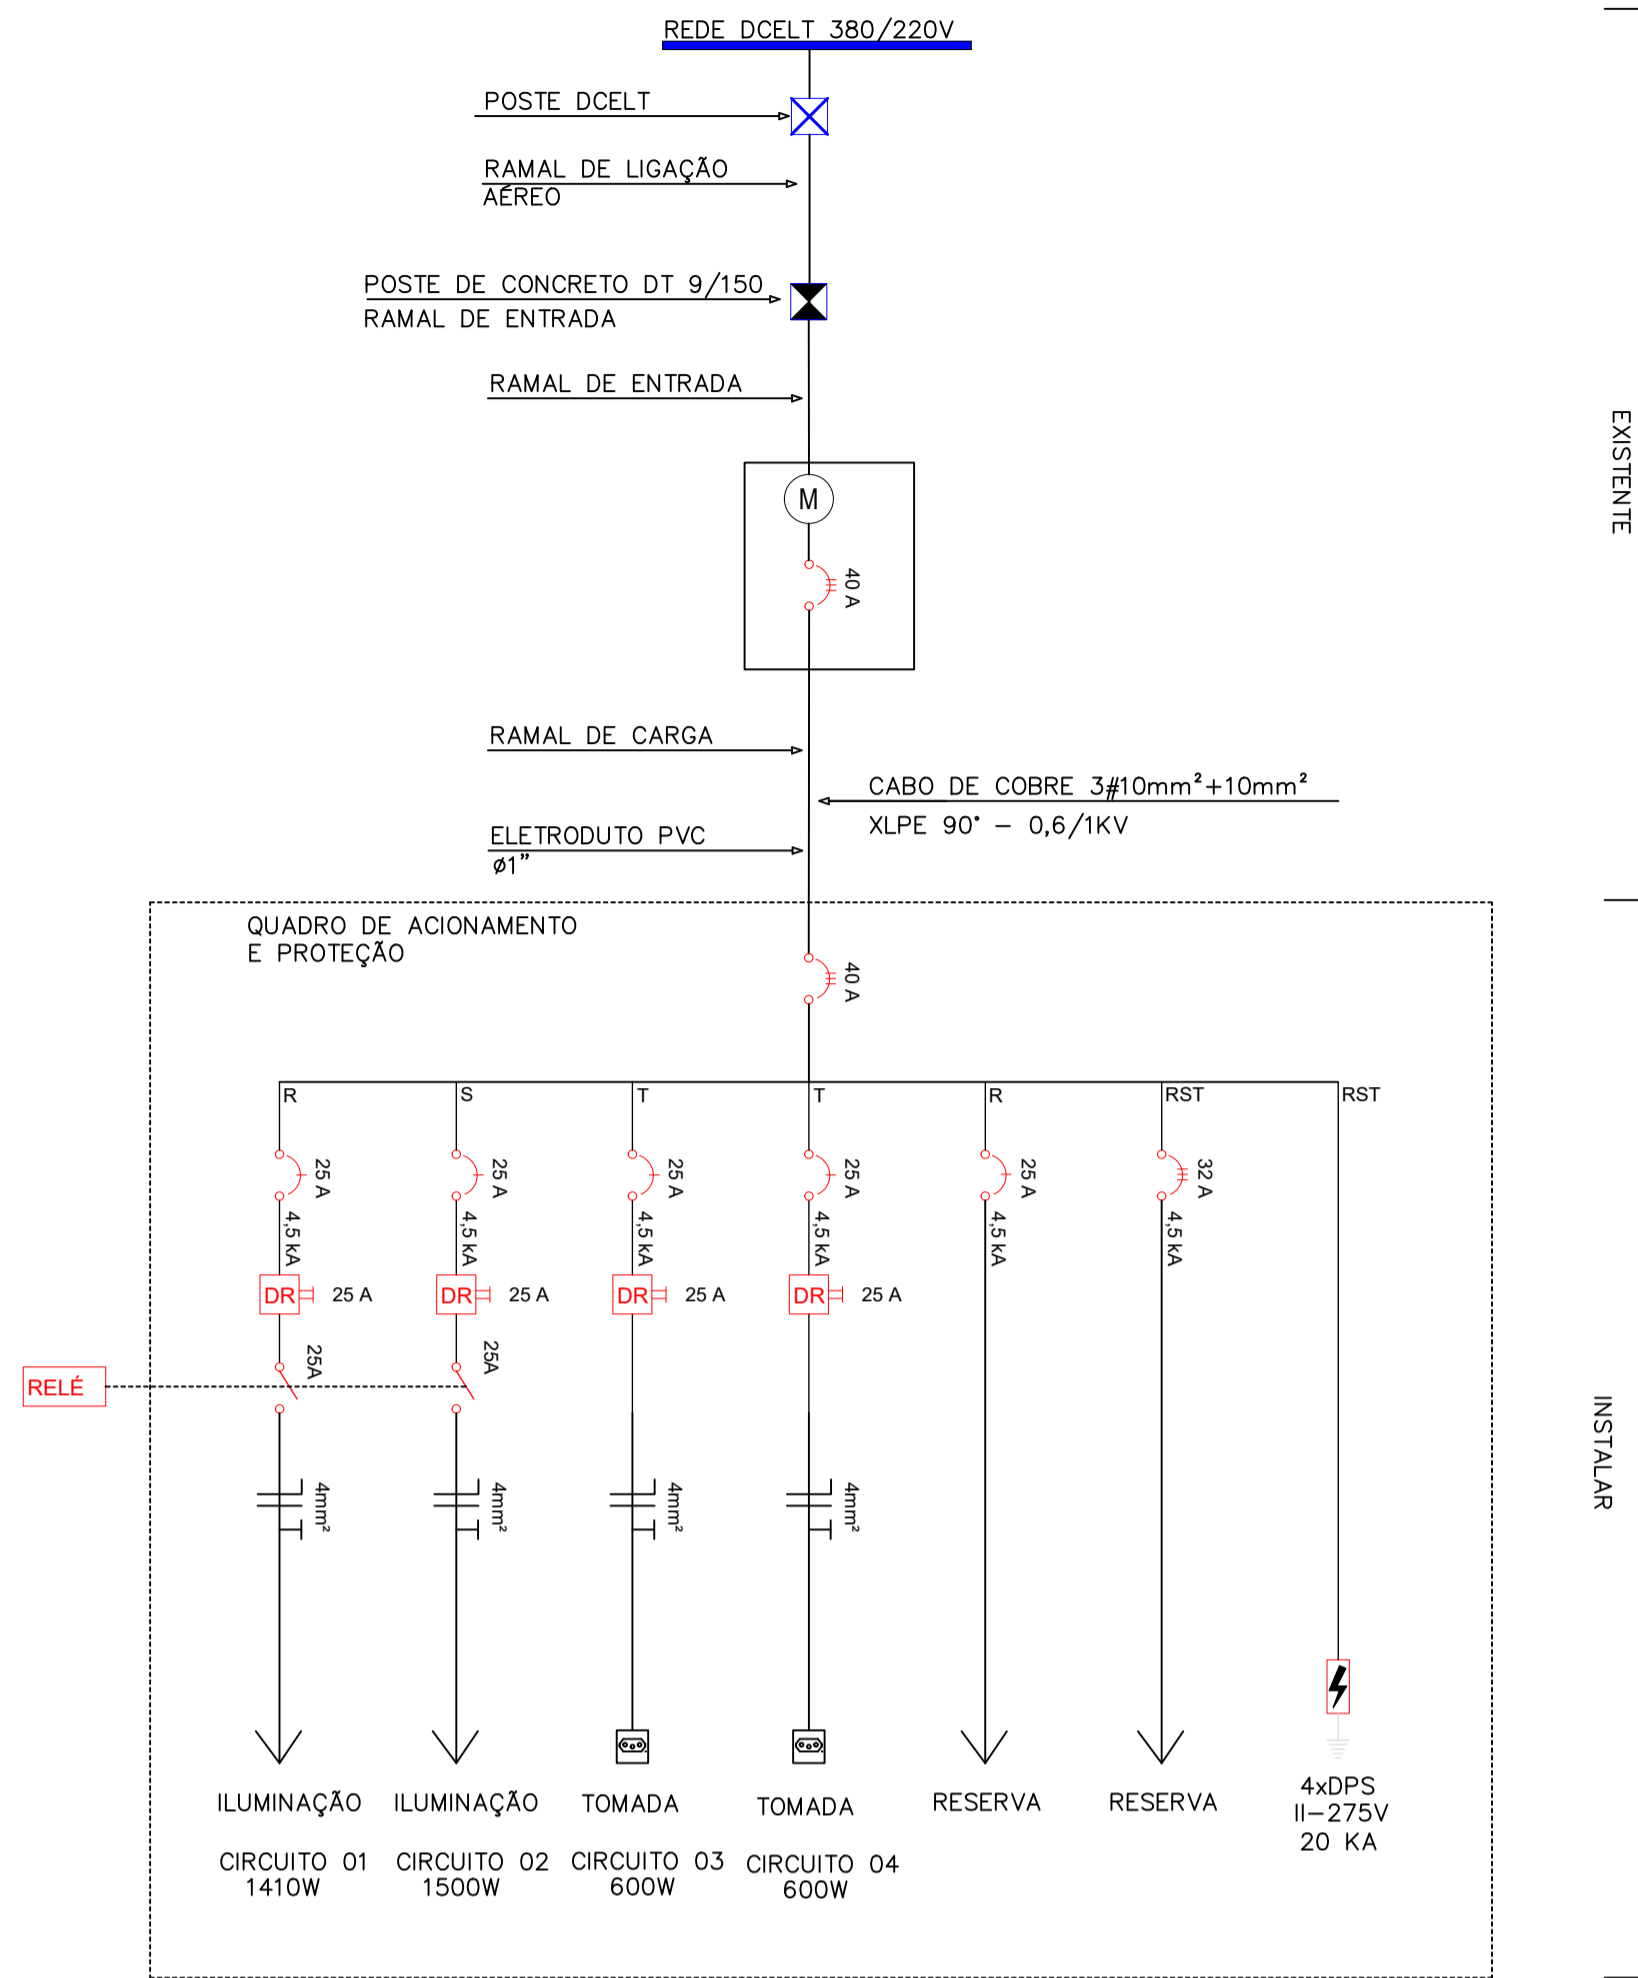 REDE DCELT 380/220V
POSTE DCELT
RAMAL DE LIGAÇÃO
AÉREO
POSTE DE CONCRETO DT 9/150
RAMAL DE ENTRADA
RAMAL DE ENTRADA
EXISTENTE
M
40 A
RAMAL DE CARGA
CABO DE COBRE 3#10mm²+10mm²
XLPE 90° – 0,6/1KV
ELETRODUTO PVC
ø1"
QUADRO DE ACIONAMENTO
E PROTEÇÃO
40 A
R S T T R RST RST
25 A 25 A 25 A 25 A 25 A 32 A
4,5 kA 4,5 kA 4,5 kA 4,5 kA 4,5 kA 4,5 kA
DR 25 A DR 25 A DR 25 A DR 25 A
25A 25A
RELÉ
INSTALAR
4mm² 4mm² 4mm² 4mm²
ILUMINAÇÃO ILUMINAÇÃO TOMADA TOMADA RESERVA RESERVA
4xDPS
II–275V
20 KA
CIRCUITO 01 CIRCUITO 02 CIRCUITO 03 CIRCUITO 04
1410W 1500W 600W 600W